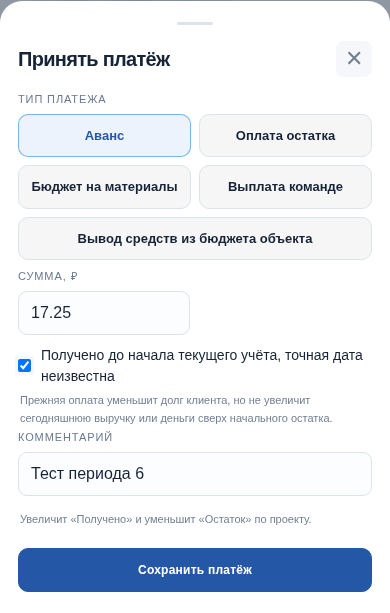 Принять платёж
ТИП ПЛАТЕЖА
Аванс
Оплата остатка
Бюджет на материалы
Выплата команде
Вывод средств из бюджета объекта
СУММА, ₽
17.25
Получено до начала текущего учёта, точная дата
неизвестна
Прежняя оплата уменьшит долг клиента, но не увеличит
сегодняшнюю выручку или деньги сверх начального остатка.
КОММЕНТАРИЙ
Тест периода 6
Увеличит «Получено» и уменьшит «Остаток» по проекту.
Сохранить платёж